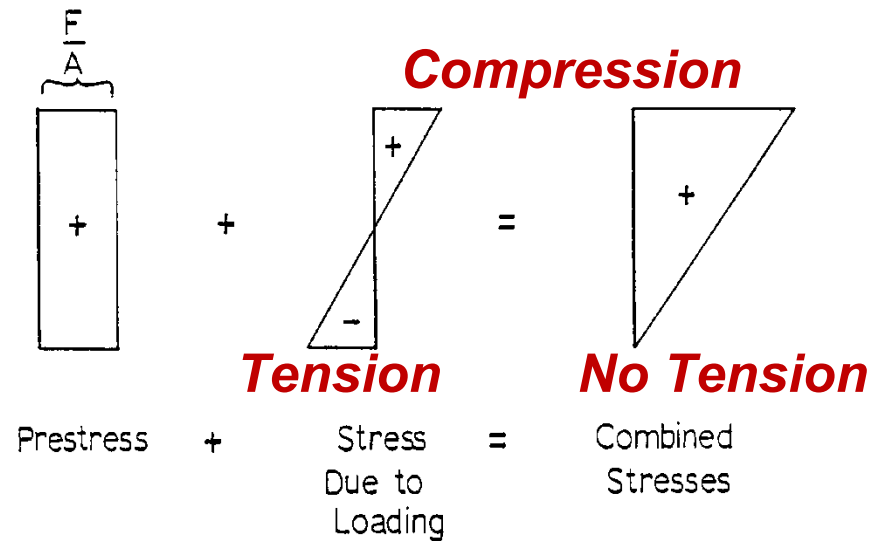 F
A
Compression
+ + + - = +
Tension No Tension
Prestress + Stress = Combined
Due to Stresses
Loading